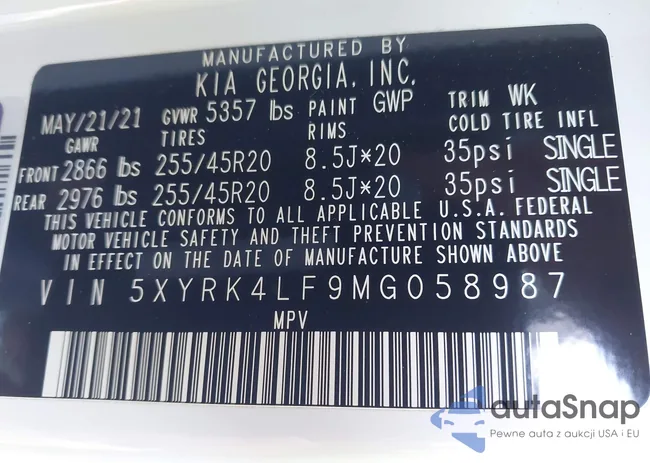 MANUFACTURED BY
KIA GEORGIA, INC.
MAY/21/21 GVWR 5357 lbs PAINT GWP TRIM WK
GAWR TIRES RIMS COLD TIRE INFL
FRONT 2866 lbs 255/45R20 8.5J*20 35psi SINGLE
REAR 2976 lbs 255/45R20 8.5J*20 35psi SINGLE
THIS VEHICLE CONFORMS TO ALL APPLICABLE U.S.A. FEDERAL
MOTOR VEHICLE SAFETY AND THEFT PREVENTION STANDARDS
IN EFFECT ON THE DATE OF MANUFACTURE SHOWN ABOVE
VIN 5XYRK4LF9MG058987
MPV
autaSnap
Pewne auta z aukcji USA i EU